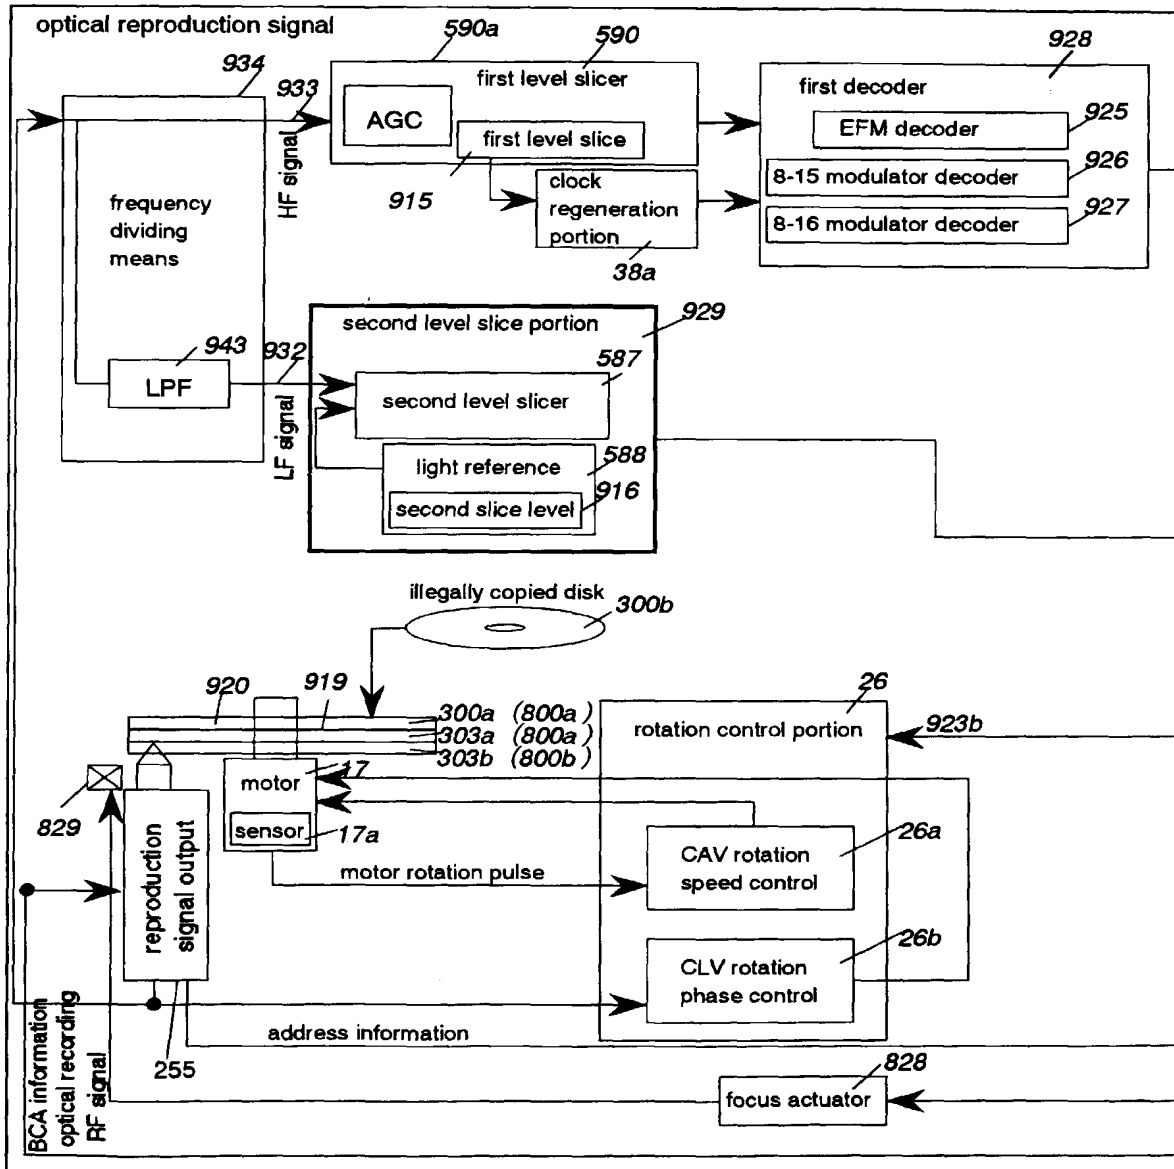 optical reproduction signal
934
933
HF signal
frequency
dividing
means
943
LPF
932
LF signal
590a
590
first level slicer
AGC
first level slice
915
clock
regeneration
portion
38a
928
first decoder
EFM decoder
925
8-15 modulator decoder
926
8-16 modulator decoder
927
second level slice portion
929
587
second level slicer
light reference
588
916
second slice level
illegally copied disk
300b
920
919
300a (800a)
303a (800a)
303b (800b)
829
motor
17
sensor
17a
motor rotation pulse
reproduction
signal output
255
address information
26
rotation control portion
923b
26a
CAV rotation
speed control
26b
CLV rotation
phase control
828
focus actuator
BCA information
optical recording
RF signal